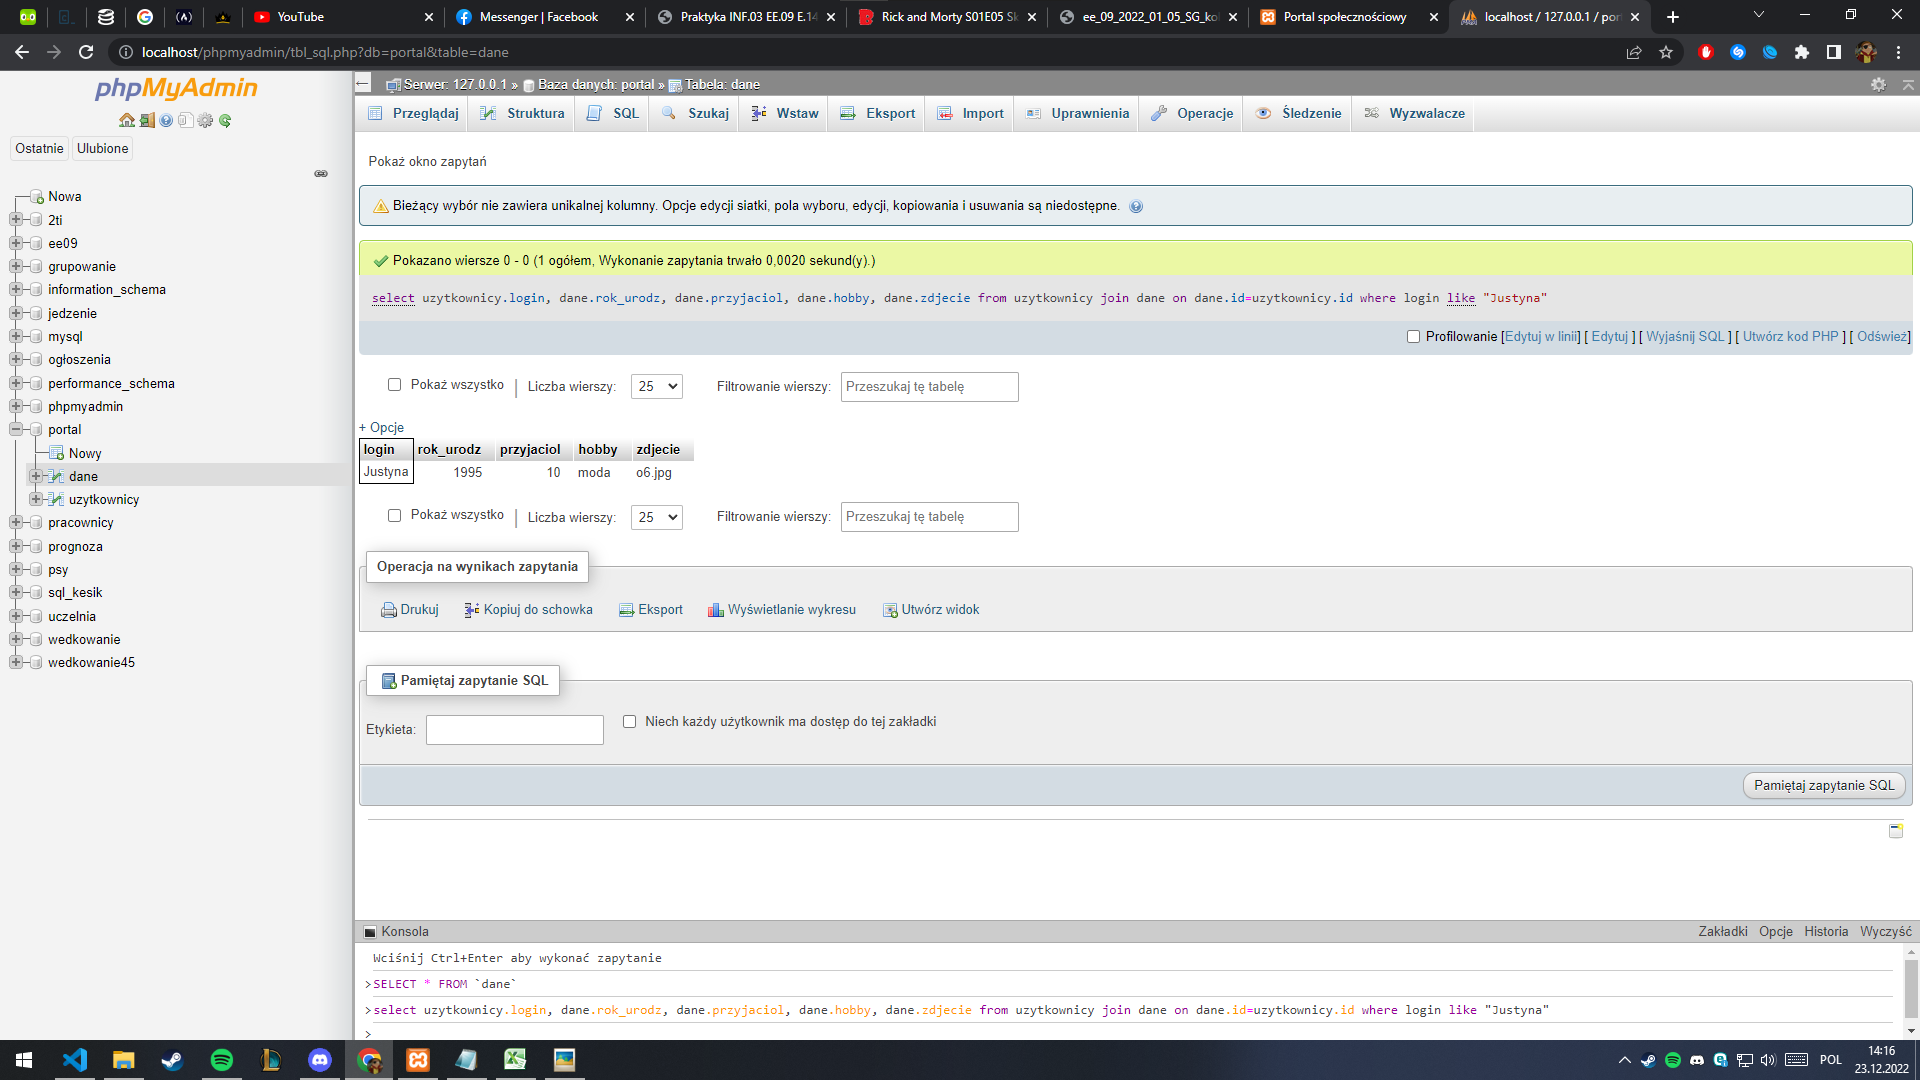 YouTube
Messenger | Facebook
Praktyka INF.03 EE.09 E.14
Rick and Morty S01E05 Sk
ee_09_2022_01_05_SG_kol
Portal społecznościowy
localhost / 127.0.0.1 / por
localhost/phpmyadmin/tbl_sql.php?db=portal&table=dane
phpMyAdmin
Ostatnie
Ulubione
Nowa
2ti
ee09
grupowanie
information_schema
jedzenie
mysql
ogłoszenia
performance_schema
phpmyadmin
portal
Nowy
dane
uzytkownicy
pracownicy
prognoza
psy
sql_kesik
uczelnia
wedkowanie
wedkowanie45
Serwer: 127.0.0.1 » Baza danych: portal » Tabela: dane
Przeglądaj Struktura SQL Szukaj Wstaw Eksport Import Uprawnienia Operacje Śledzenie Wyzwalacze
Pokaż okno zapytań
Bieżący wybór nie zawiera unikalnej kolumny. Opcje edycji siatki, pola wyboru, edycji, kopiowania i usuwania są niedostępne.
Pokazano wiersze 0 - 0 (1 ogółem, Wykonanie zapytania trwało 0,0020 sekund(y).)
select uzytkownicy.login, dane.rok_urodz, dane.przyjaciol, dane.hobby, dane.zdjecie from uzytkownicy join dane on dane.id=uzytkownicy.id where login like "Justyna"
Profilowanie [Edytuj w linii] [ Edytuj ] [ Wyjaśnij SQL ] [ Utwórz kod PHP ] [ Odśwież]
Pokaż wszystko | Liczba wierszy: 25 Filtrowanie wierszy: Przeszukaj tę tabelę
+ Opcje
login rok_urodz przyjaciol hobby zdjecie
Justyna 1995 10 moda o6.jpg
Pokaż wszystko | Liczba wierszy: 25 Filtrowanie wierszy: Przeszukaj tę tabelę
Operacja na wynikach zapytania
Drukuj Kopiuj do schowka Eksport Wyświetlanie wykresu Utwórz widok
Pamiętaj zapytanie SQL
Etykieta: Niech każdy użytkownik ma dostęp do tej zakładki
Pamiętaj zapytanie SQL
Konsola Zakładki Opcje Historia Wyczyść
Wciśnij Ctrl+Enter aby wykonać zapytanie
>SELECT * FROM `dane`
>select uzytkownicy.login, dane.rok_urodz, dane.przyjaciol, dane.hobby, dane.zdjecie from uzytkownicy join dane on dane.id=uzytkownicy.id where login like "Justyna"
>
POL
14:16
23.12.2022